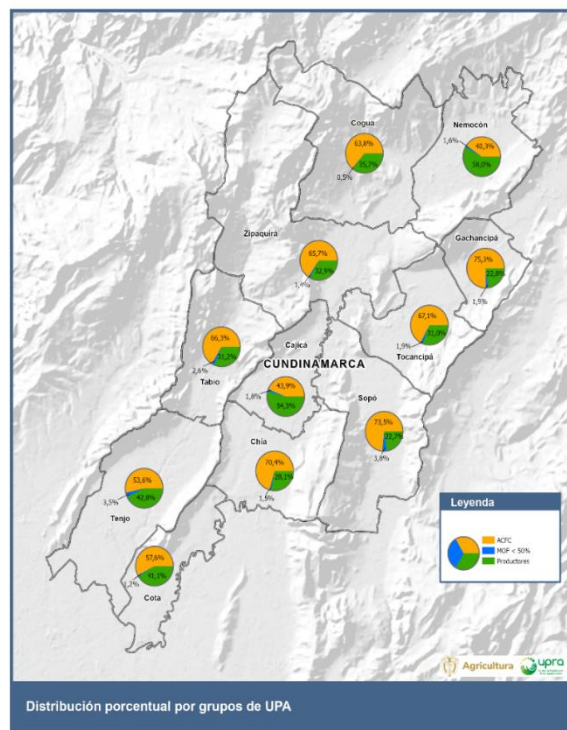 Cogua
63,8%
35,7%
0,5%
Nemocón
1,6%
40,3%
58,0%
Zipaquirá
65,7%
32,9%
1,4%
Gachancipá
75,3%
22,8%
1,9%
67,1%
31,0%
1,9%
Tocancipá
66,3%
31,2%
2,6%
Tabio
Cajicá
CUNDINAMARCA
43,9%
1,8%
54,3%
Sopó
73,5%
22,7%
3,8%
Chía
70,4%
28,1%
1,5%
53,6%
3,5%
42,8%
Tenjo
57,6%
41,1%
Cota
Leyenda
ACFC
MOF < 50%
Productores
Agricultura
upra
Distribución porcentual por grupos de UPA